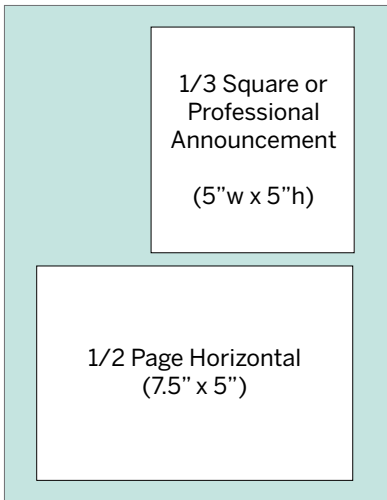 1/3 Square or
Professional
Announcement
(5”w x 5”h)
1/2 Page Horizontal
(7.5” x 5”)